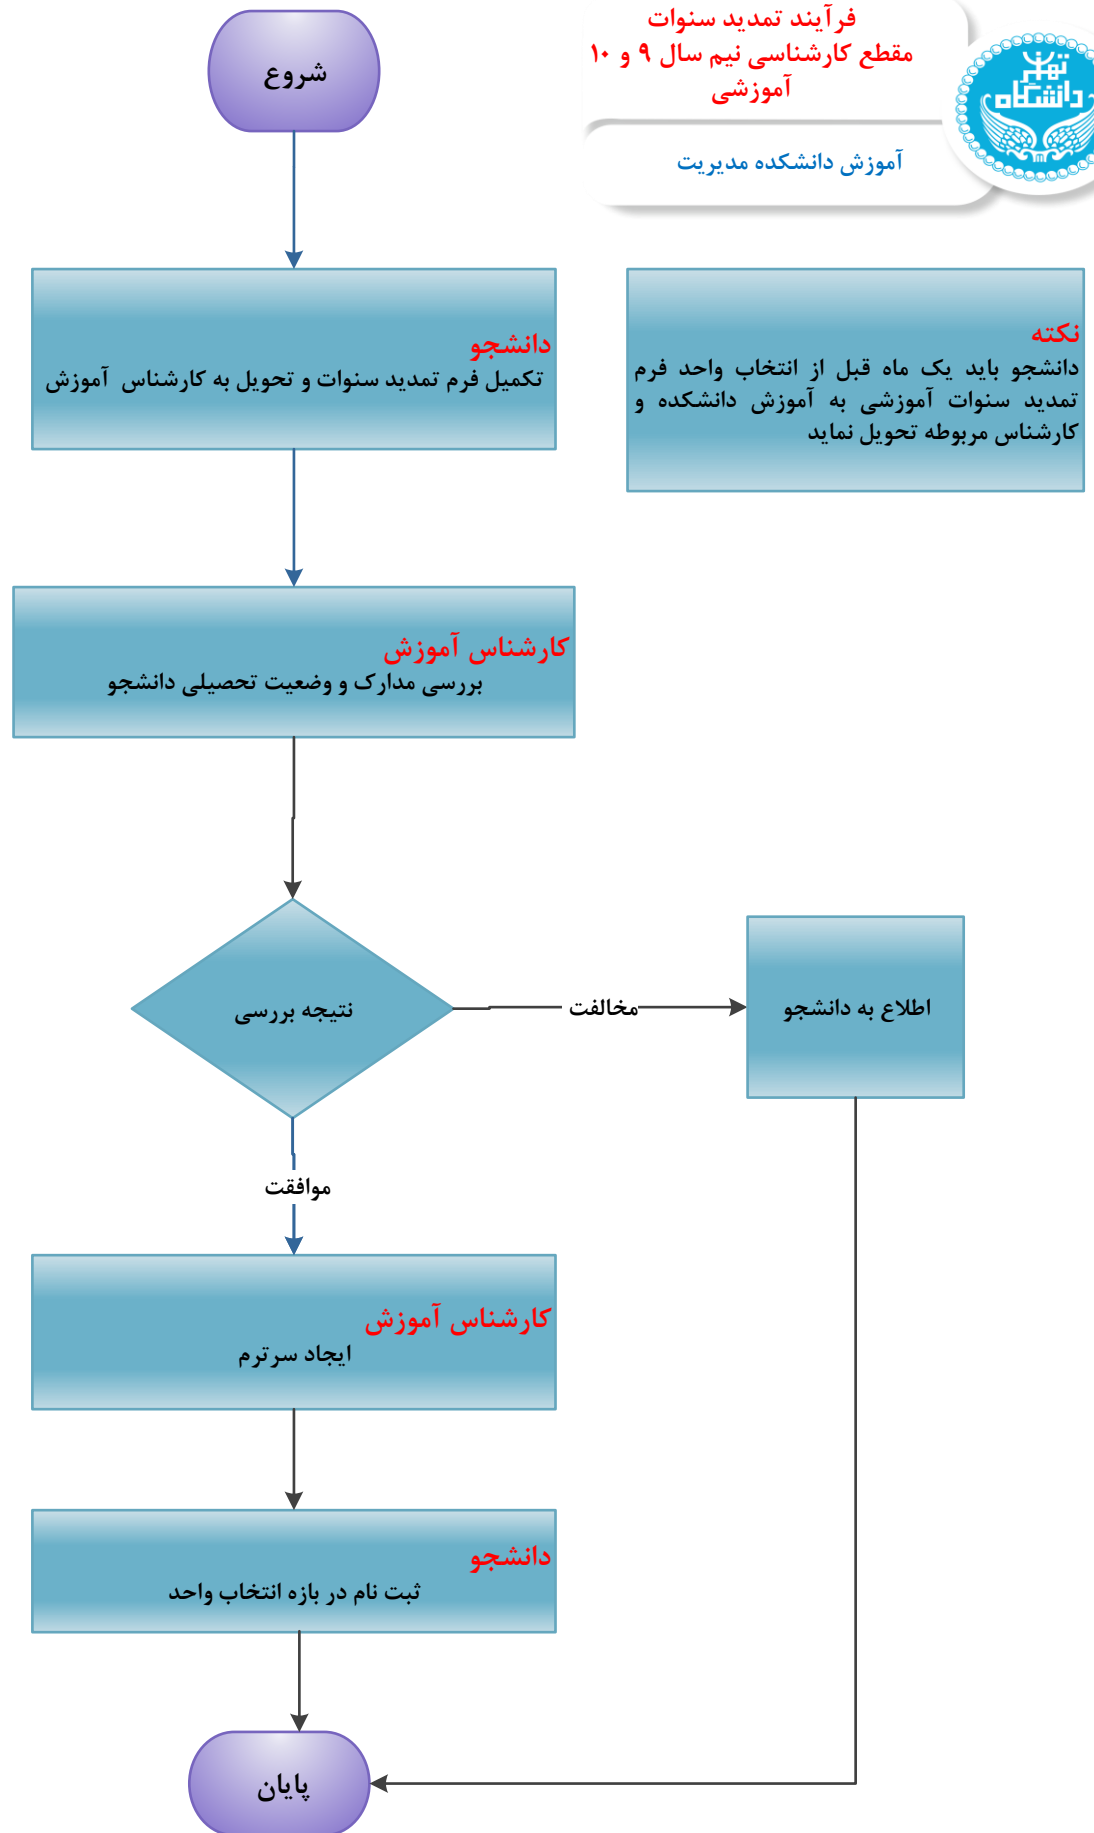 فرآیند تمدید سنوات
مقطع کارشناسی نیم سال ۹ و ۱۰
آموزشی
آموزش دانشکده مدیریت
دانشگاه
تهران
شروع
دانشجو
تکمیل فرم تمدید سنوات و تحویل به کارشناس آموزش
نکته
دانشجو باید یک ماه قبل از انتخاب واحد فرم
تمدید سنوات آموزشی به آموزش دانشکده و
کارشناس مربوطه تحویل نماید
کارشناس آموزش
بررسی مدارک و وضعیت تحصیلی دانشجو
نتیجه بررسی
مخالفت
اطلاع به دانشجو
موافقت
کارشناس آموزش
ایجاد سرترم
دانشجو
ثبت نام در بازه انتخاب واحد
پایان